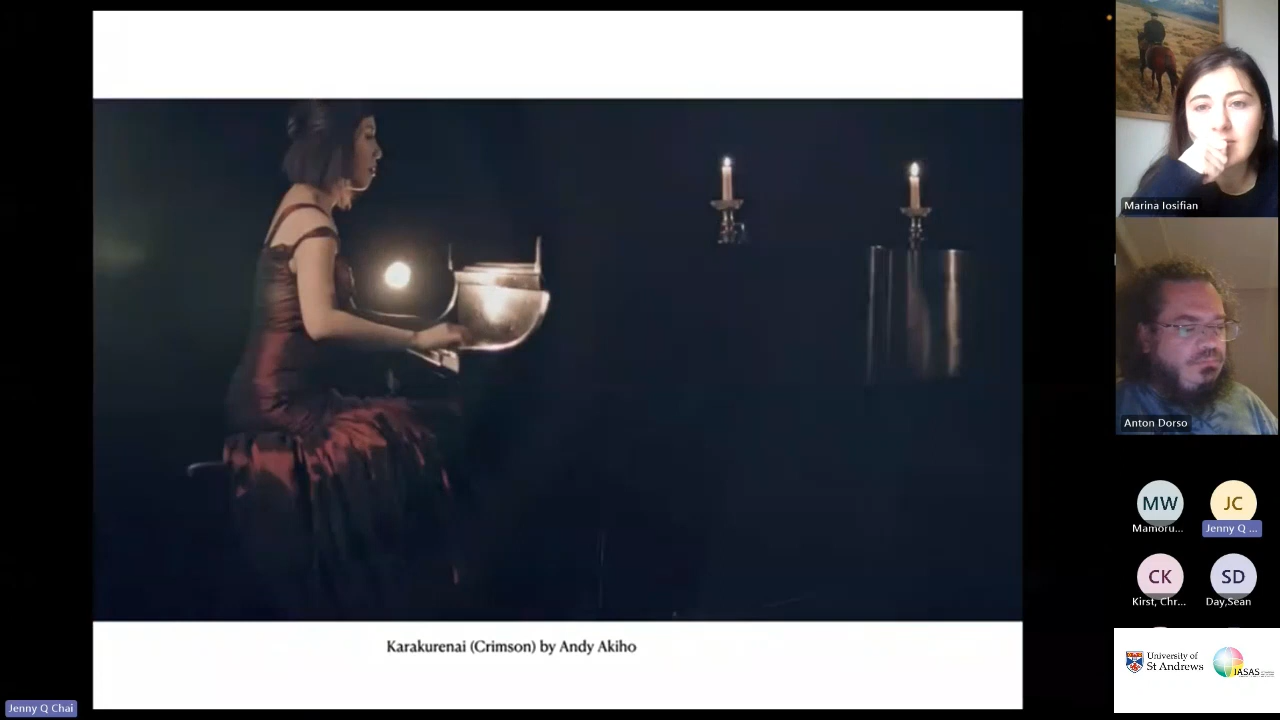 Karakurenai (Crimson) by Andy Akiho
Jenny Q Chai
Marina Iosifian
Anton Dorso
MW
Mamoru...
JC
Jenny Q ...
CK
Kirst, Chr...
SD
Day,Sean
University of
St Andrews
IASAS